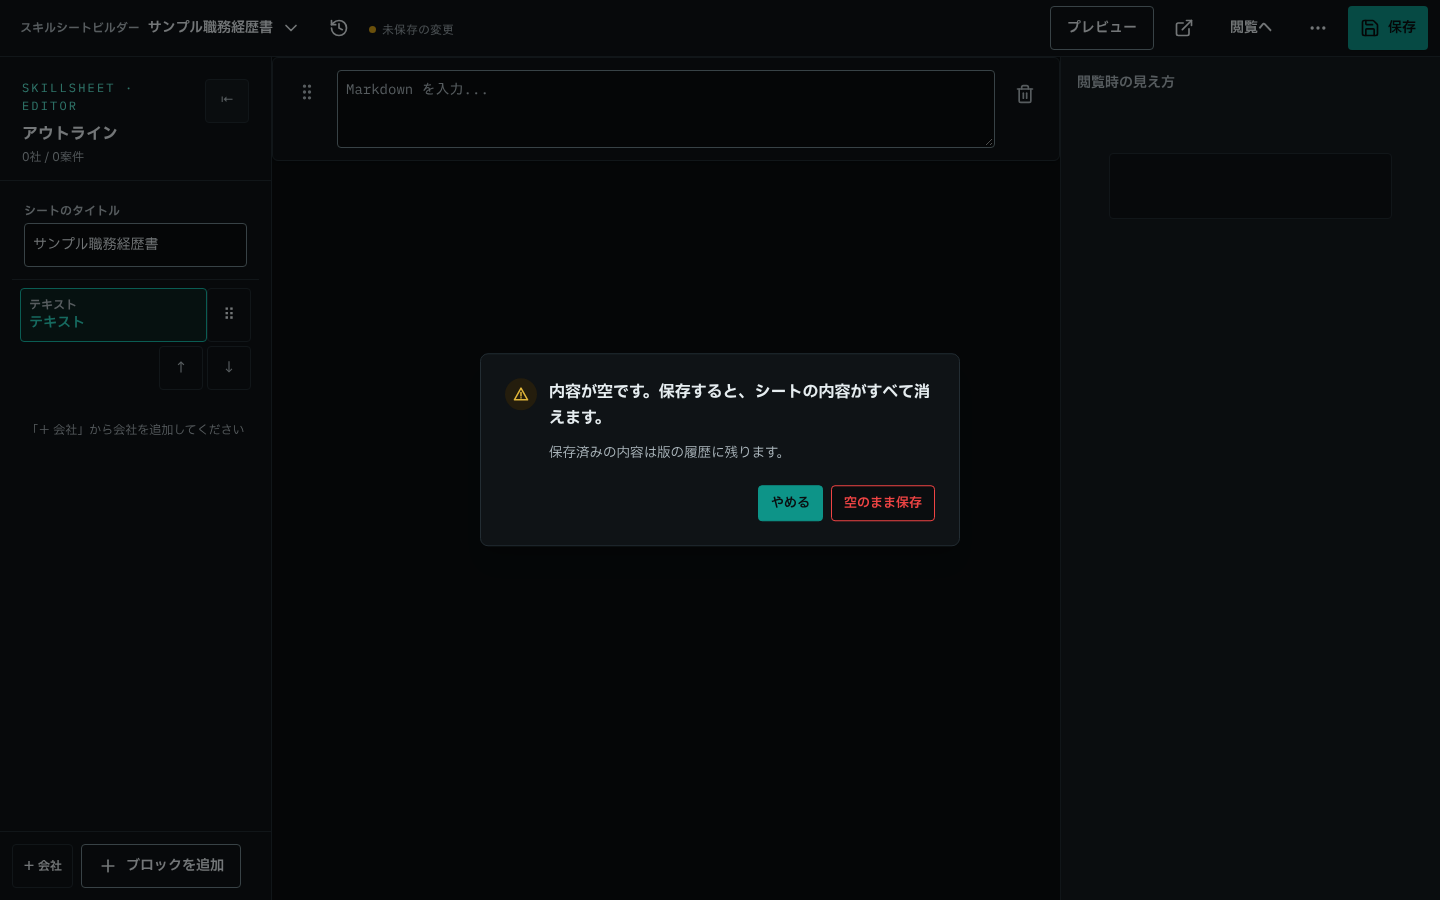 スキルシートビルダー サンプル職務経歴書
未保存の変更
プレビュー
閲覧へ
保存
SKILLSHEET ·
EDITOR
アウトライン
0社 / 0案件
シートのタイトル
サンプル職務経歴書
テキスト
テキスト
↑ ↓
「＋ 会社」から会社を追加してください
＋ 会社
ブロックを追加
Markdown を入力...
閲覧時の見え方
内容が空です。保存すると、シートの内容がすべて消
えます。
保存済みの内容は版の履歴に残ります。
やめる
空のまま保存